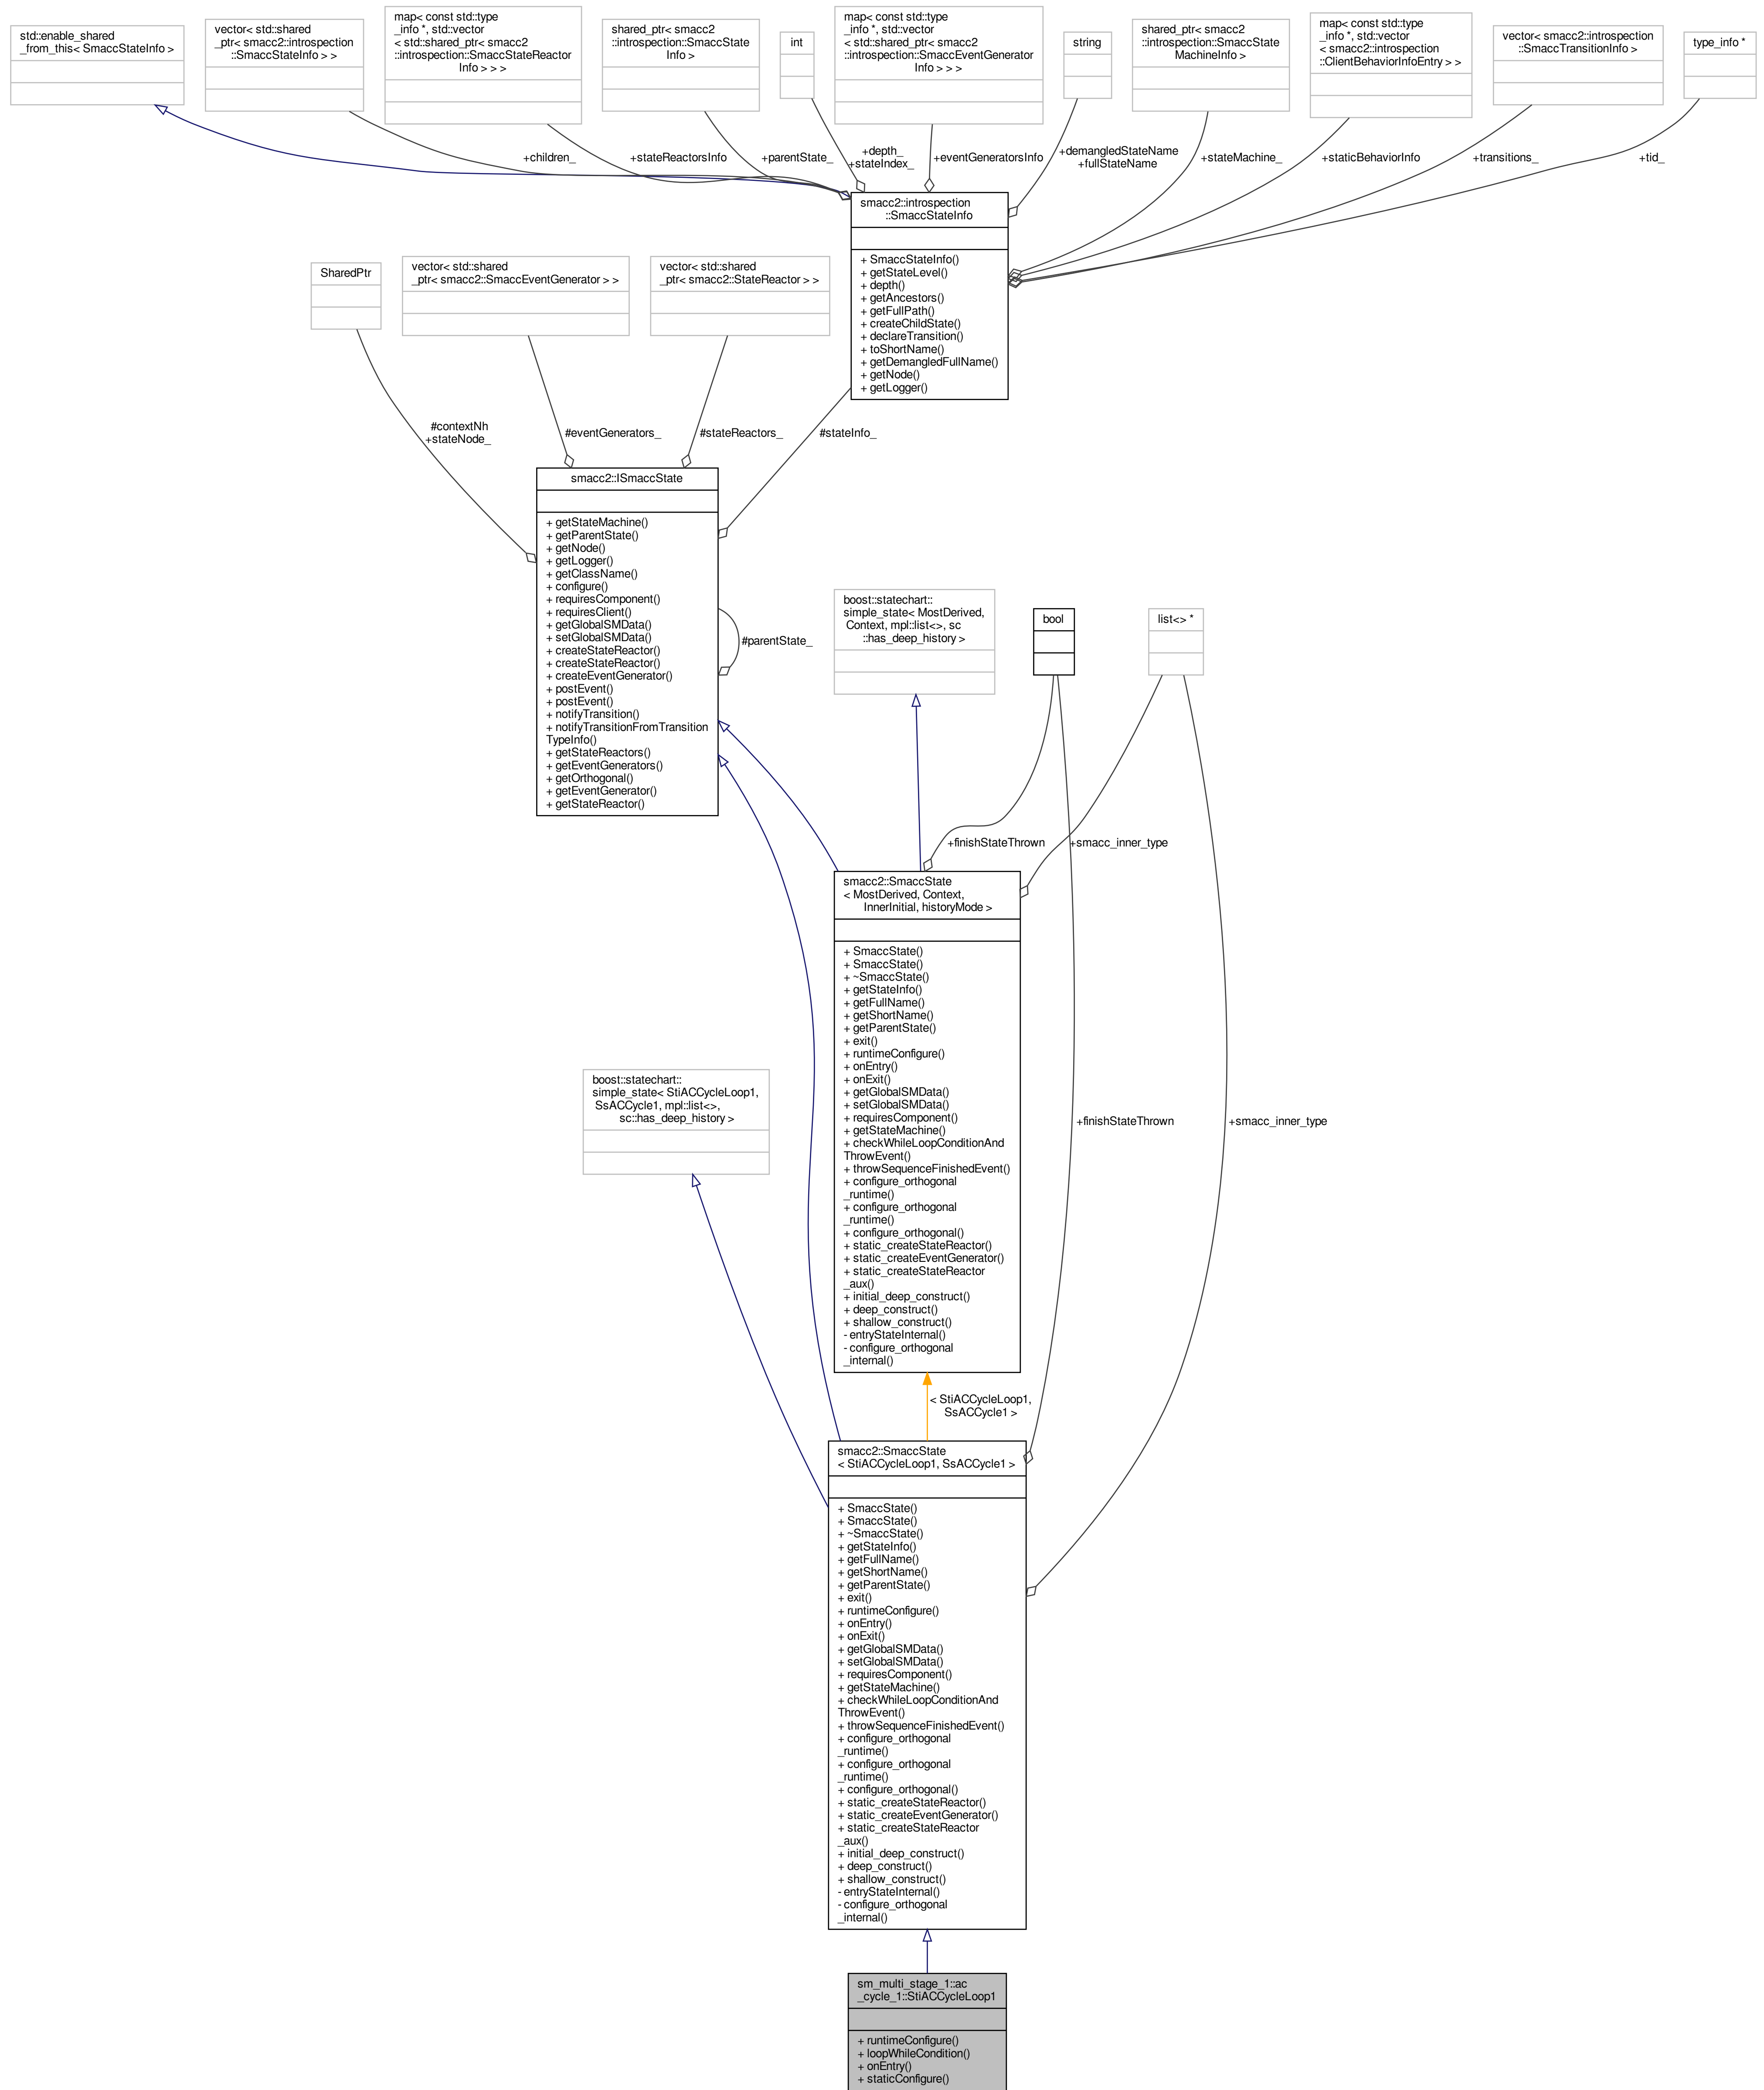 std::enable_shared
_from_this< SmaccStateInfo >
vector< std::shared
_ptr< smacc2::introspection
::SmaccStateInfo > >
map< const std::type
_info *, std::vector
< std::shared_ptr< smacc2
::introspection::SmaccStateReactor
Info > > >
shared_ptr< smacc2
::introspection::SmaccState
Info >
int
map< const std::type
_info *, std::vector
< std::shared_ptr< smacc2
::introspection::SmaccEventGenerator
Info > > >
string
shared_ptr< smacc2
::introspection::SmaccState
MachineInfo >
map< const std::type
_info *, std::vector
< smacc2::introspection
::ClientBehaviorInfoEntry > >
vector< smacc2::introspection
::SmaccTransitionInfo >
type_info *
+children_
+stateReactorsInfo
+parentState_
+depth_
+stateIndex_
+eventGeneratorsInfo
+demangledStateName
+fullStateName
+stateMachine_
+staticBehaviorInfo
+transitions_
+tid_
smacc2::introspection
::SmaccStateInfo
+ SmaccStateInfo()
+ getStateLevel()
+ depth()
+ getAncestors()
+ getFullPath()
+ createChildState()
+ declareTransition()
+ toShortName()
+ getDemangledFullName()
+ getNode()
+ getLogger()
SharedPtr
vector< std::shared
_ptr< smacc2::SmaccEventGenerator > >
vector< std::shared
_ptr< smacc2::StateReactor > >
#contextNh
+stateNode_
#eventGenerators_
#stateReactors_
#stateInfo_
smacc2::ISmaccState
+ getStateMachine()
+ getParentState()
+ getNode()
+ getLogger()
+ getClassName()
+ configure()
+ requiresComponent()
+ requiresClient()
+ getGlobalSMData()
+ setGlobalSMData()
+ createStateReactor()
+ createStateReactor()
+ createEventGenerator()
+ postEvent()
+ postEvent()
+ notifyTransition()
+ notifyTransitionFromTransition
TypeInfo()
+ getStateReactors()
+ getEventGenerators()
+ getOrthogonal()
+ getEventGenerator()
+ getStateReactor()
#parentState_
boost::statechart::
simple_state< MostDerived,
Context, mpl::list<>, sc
::has_deep_history >
bool
list<> *
+finishStateThrown
+smacc_inner_type
smacc2::SmaccState
< MostDerived, Context,
InnerInitial, historyMode >
+ SmaccState()
+ SmaccState()
+ ~SmaccState()
+ getStateInfo()
+ getFullName()
+ getShortName()
+ getParentState()
+ exit()
+ runtimeConfigure()
+ onEntry()
+ onExit()
+ getGlobalSMData()
+ setGlobalSMData()
+ requiresComponent()
+ getStateMachine()
+ checkWhileLoopConditionAnd
ThrowEvent()
+ throwSequenceFinishedEvent()
+ configure_orthogonal
_runtime()
+ configure_orthogonal
_runtime()
+ configure_orthogonal()
+ static_createStateReactor()
+ static_createEventGenerator()
+ static_createStateReactor
_aux()
+ initial_deep_construct()
+ deep_construct()
+ shallow_construct()
- entryStateInternal()
- configure_orthogonal
_internal()
boost::statechart::
simple_state< StiACCycleLoop1,
SsACCycle1, mpl::list<>,
sc::has_deep_history >
+finishStateThrown
+smacc_inner_type
< StiACCycleLoop1,
SsACCycle1 >
smacc2::SmaccState
< StiACCycleLoop1, SsACCycle1 >
+ SmaccState()
+ SmaccState()
+ ~SmaccState()
+ getStateInfo()
+ getFullName()
+ getShortName()
+ getParentState()
+ exit()
+ runtimeConfigure()
+ onEntry()
+ onExit()
+ getGlobalSMData()
+ setGlobalSMData()
+ requiresComponent()
+ getStateMachine()
+ checkWhileLoopConditionAnd
ThrowEvent()
+ throwSequenceFinishedEvent()
+ configure_orthogonal
_runtime()
+ configure_orthogonal
_runtime()
+ configure_orthogonal()
+ static_createStateReactor()
+ static_createEventGenerator()
+ static_createStateReactor
_aux()
+ initial_deep_construct()
+ deep_construct()
+ shallow_construct()
- entryStateInternal()
- configure_orthogonal
_internal()
sm_multi_stage_1::ac
_cycle_1::StiACCycleLoop1
+ runtimeConfigure()
+ loopWhileCondition()
+ onEntry()
+ staticConfigure()